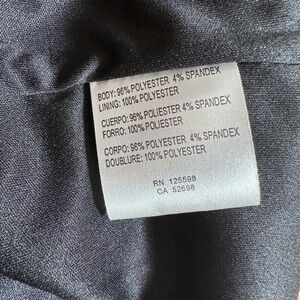 BODY: 96% POLYESTER 4% SPANDEX
LINING: 100% POLYESTER
CUERPO: 96% POLIESTER 4% SPANDEX
FORRO: 100% POLIESTER
CORPO: 96% POLYESTER 4% SPANDEX
DOUBLURE: 100% POLYESTER
RN 125598
CA 52698